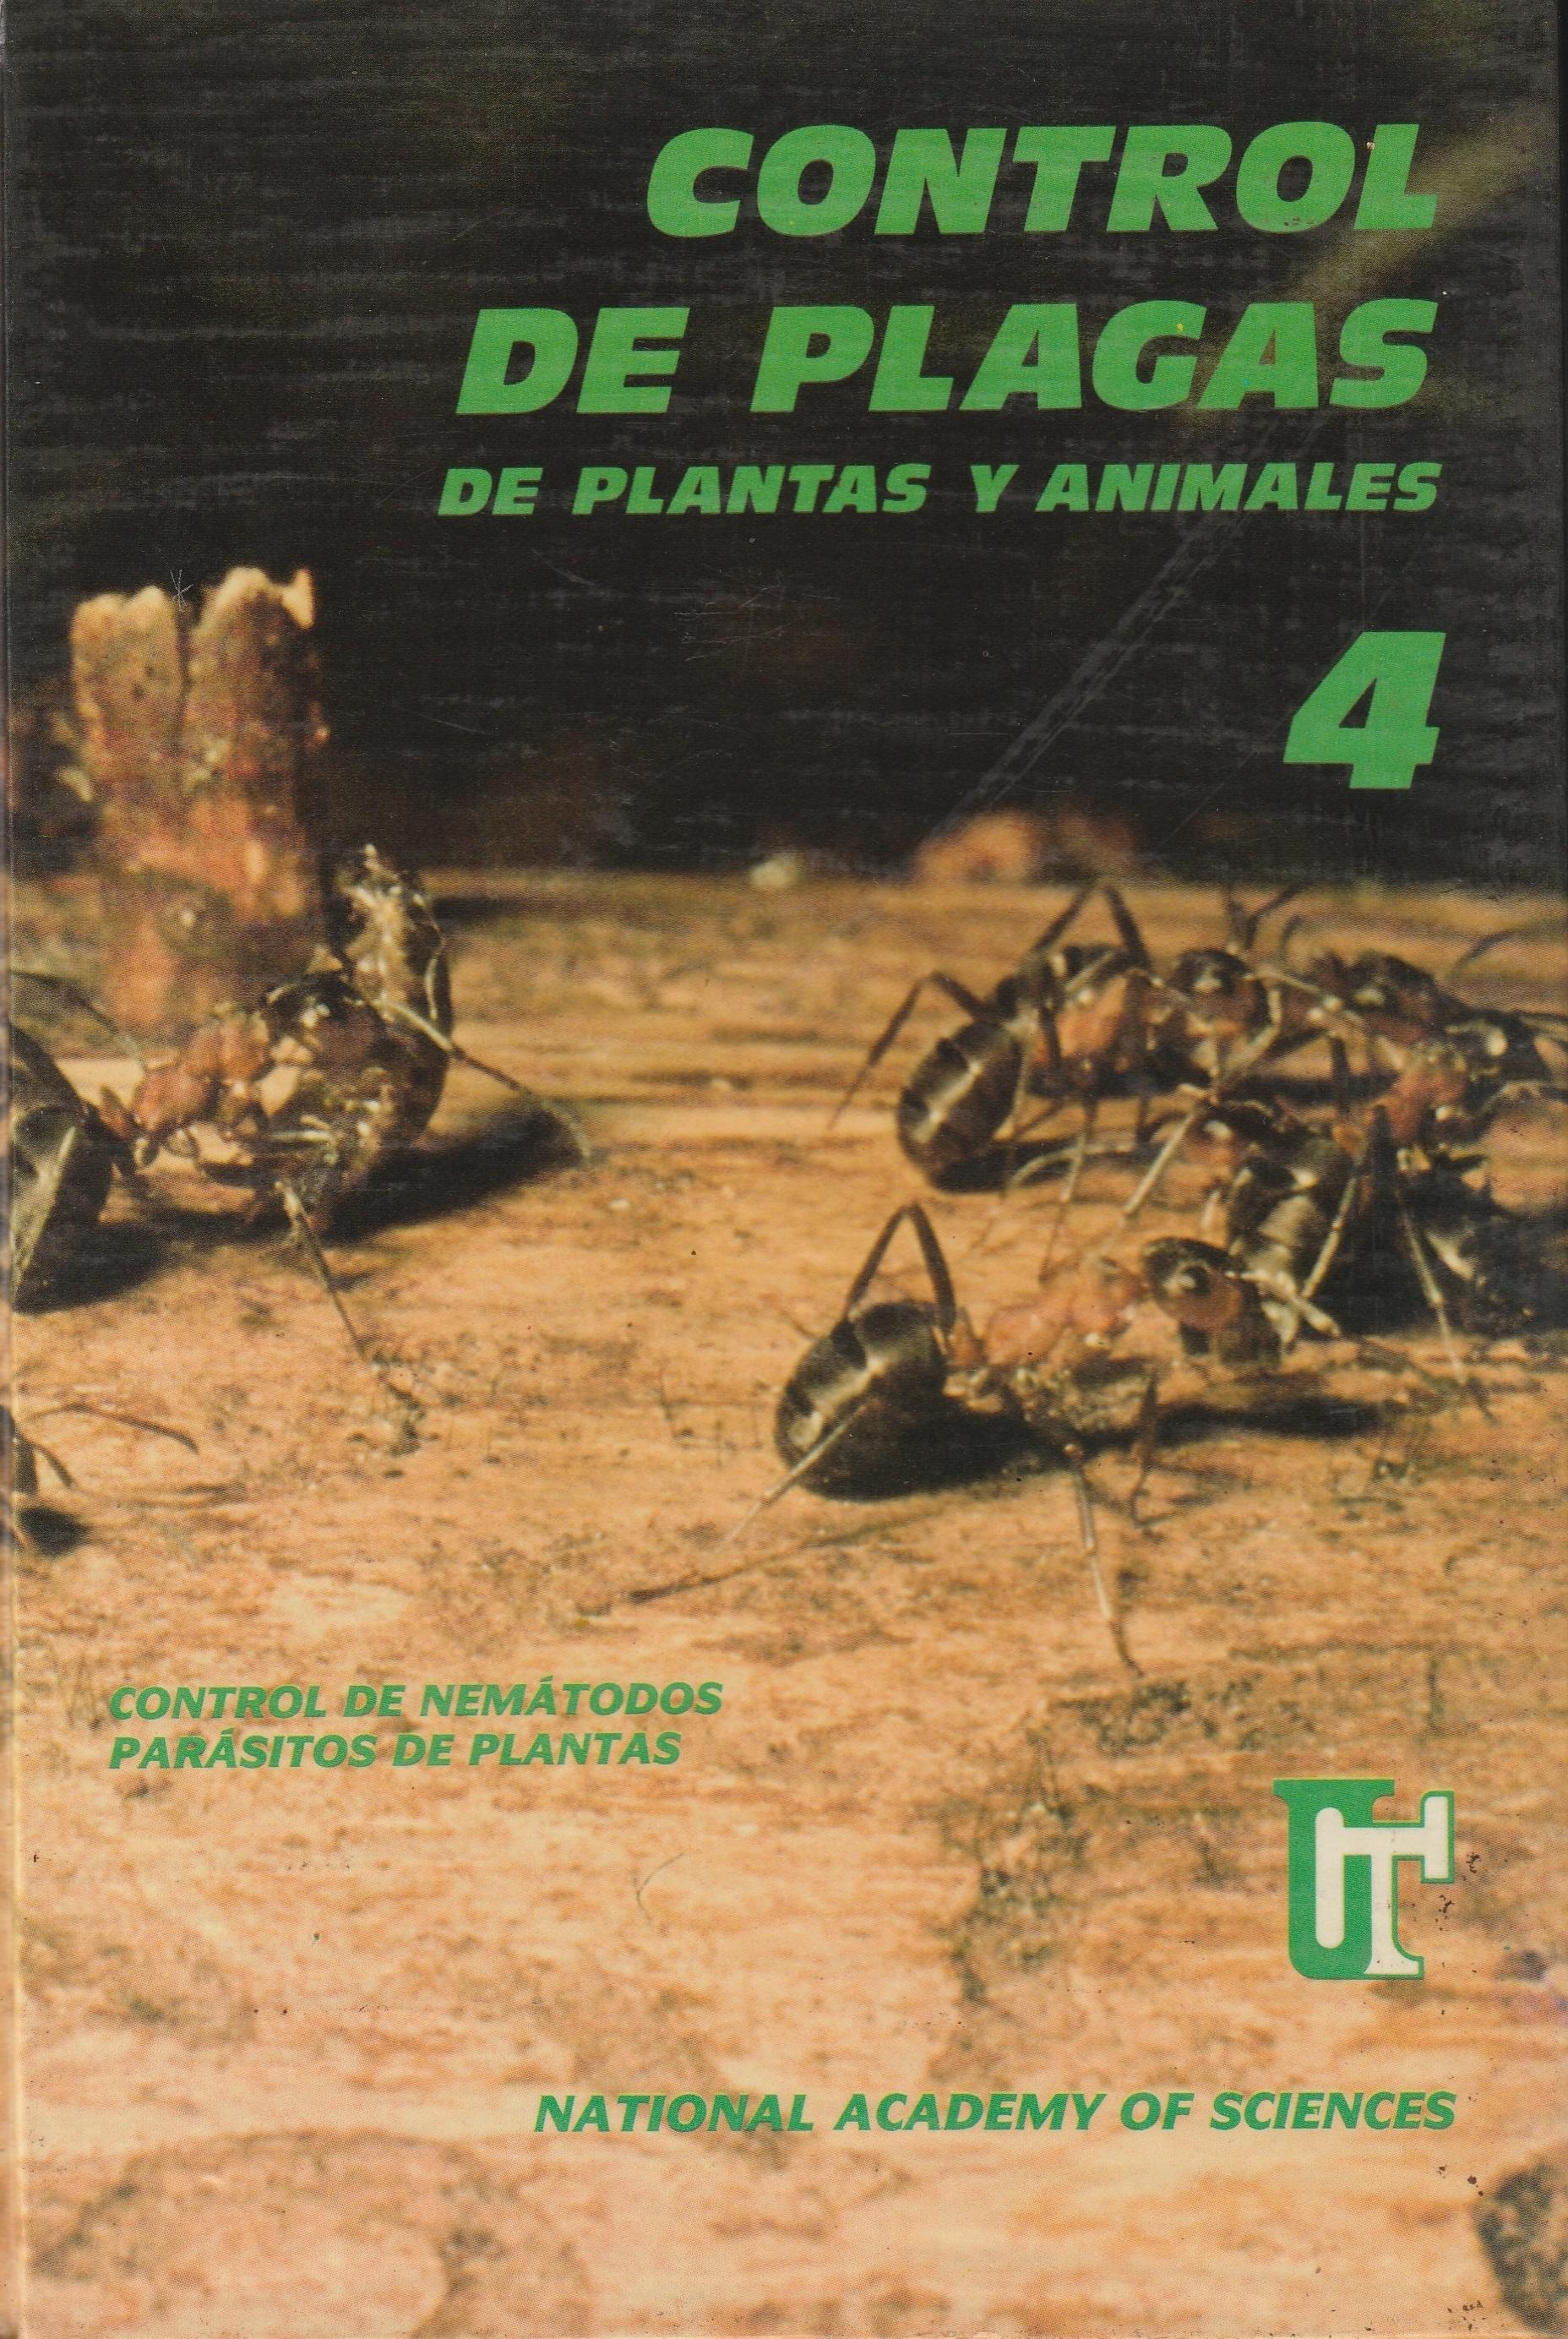 CONTROL
DE PLAGAS
DE PLANTAS Y ANIMALES
4
CONTROL DE NEMÁTODOS
PARÁSITOS DE PLANTAS
UT
NATIONAL ACADEMY OF SCIENCES